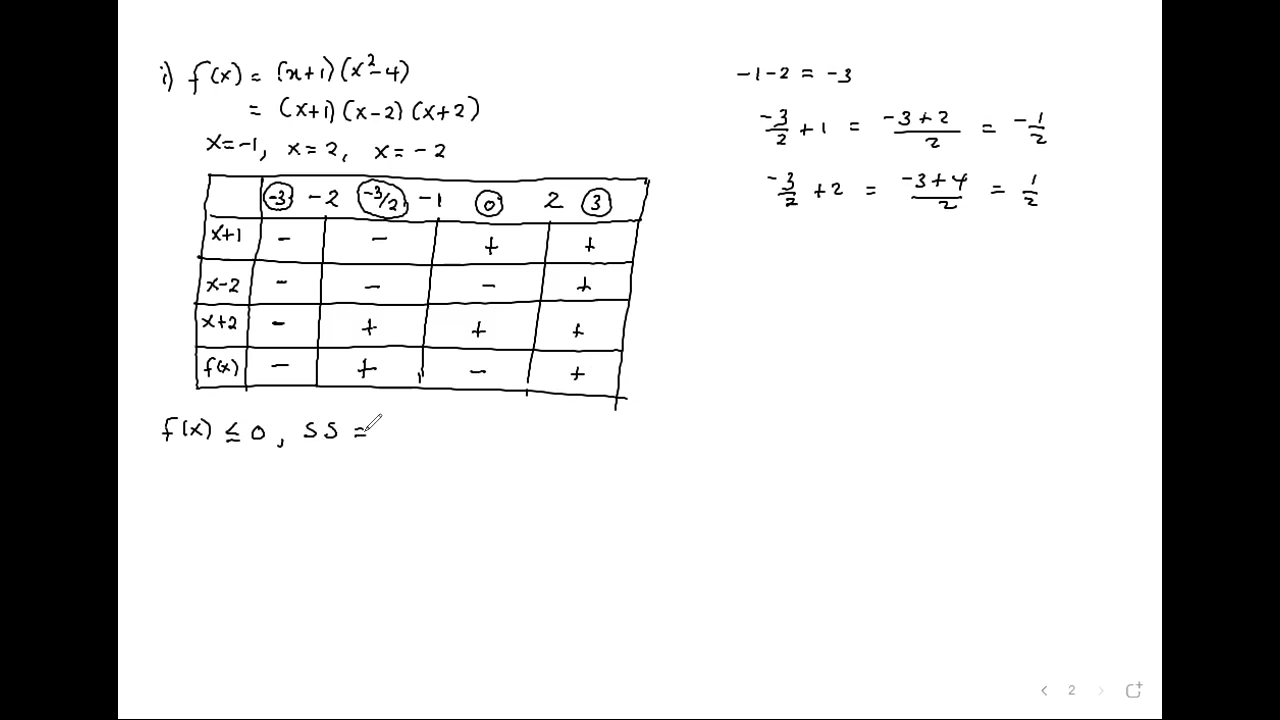 i) f(x) = (x+1)(x²-4)
= (x+1)(x-2)(x+2)
x=-1, x=2, x=-2
-3 -2 -3/2 -1 0 2 3
x+1 - - + +
x-2 - - - +
x+2 - + + +
f(x) - + - +
f(x) ≤ 0, SS =
-1-2 = -3
-3/2 + 1 = (-3+2)/2 = -1/2
-3/2 + 2 = (-3+4)/2 = 1/2
2